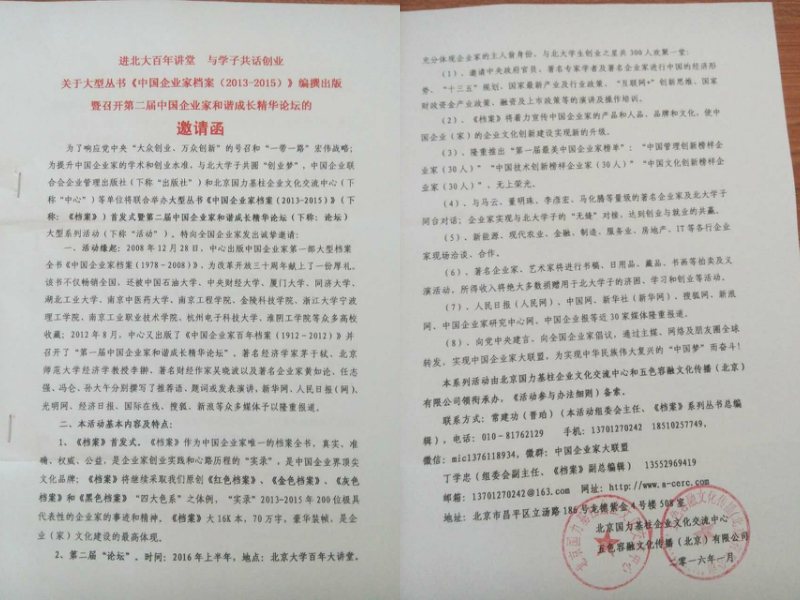 进北大百年讲堂 与学子共话创业
关于大型丛书《中国企业家档案（2013-2015）》编撰出版
暨召开第二届中国企业家和谐成长精华论坛的
邀请函
为了响应党中央“大众创业、万众创新”的号召和“一带一路”宏伟战略；
为提升中国企业家的学术和创业水准，与北大学子共圆“创业梦”，中国企业联
合会企业管理出版社（下称“出版社”）和北京国力基柱企业文化交流中心（下
称“中心”）等单位将联合举办大型丛书《中国企业家档案（2013-2015）》（下
称：《档案》）首发式暨第二届中国企业家和谐成长精华论坛（下称：论坛）
大型系列活动（下称“活动”）。特向全国企业家发出诚挚邀请：
一、活动缘起：2008年12月28日，中心出版中国企业家第一部大型档案
全书《中国企业家档案（1978-2008）》，为改革开放三十周年献上了一份厚礼。
该书不仅畅销全国，还被中国石油大学、中央财经大学、厦门大学、同济大学、
湖北工业大学、南京中医药大学、南京工程学院、金陵科技学院、浙江大学宁波
理工学院、南京工业职业技术学院、杭州电子科技大学、淮阴工学院等众多高校
收藏；2012年8月，中心又出版了《中国企业家百年档案（1912-2012）》并
召开了“第一届中国企业家和谐成长精华论坛”。著名经济学家茅于轼、北京
师范大学经济学教授李翀、著名财经作家吴晓波以及著名企业家黄如论、任志
强、冯仑、孙大午分别撰写了推荐语、题词或发表演讲，新华网、人民日报(网)、
光明网、经济日报、国际在线、搜狐、新浪等众多媒体予以隆重报道。
二、本活动基本内容及特点：
1、《档案》首发式。《档案》作为中国企业家唯一的档案全书，真实、准
确、权威、公益，是企业家创业实践和心路历程的“实录”，是中国企业界顶尖
文化品牌；《档案》将继续采取我们原创《红色档案》、《金色档案》、《灰色
档案》和《黑色档案》“四大色系”之体例，“实录”2013-2015年200位极具
代表性的企业家的事迹和精神，《档案》大16K本，70万字，豪华装帧，是企
业（家）文化建设的最高体现。
2、第二届“论坛”。时间：2016年上半年，地点：北京大学百年大讲堂。
充分体现企业家的主人翁身份，与北大学生创业之星共300人欢聚一堂：
（1）、邀请中央政府官员、著名专家学者及著名企业家演讲：中国的经济形
势、“十三五”规划、国家最新产业及行业政策、“互联网+”创新思维、国家
财政资金产业政策、融资及上市政策等的演讲及操作培训。
（2）、《档案》将着力宣传中国企业家的产品和人品、品牌和文化，使中
国企业（家）的企业文化创新建设实现新的升级。
（3）、隆重推出“第一届最美中国企业家榜单”：“中国管理创新榜样企
业家（30人）”“中国技术创新榜样企业家（30人）”“中国文化创新榜样企
业家（30人）”，无上荣光。
（4）、与马云、董明珠、李彦宏、马化腾等量级的著名企业家及北大学子
同台对话；企业家实现与北大学子的“无缝”对接，达到创业与就业的共赢。
（5）、新能源、现代农业、金融、制造、服务业、房地产、IT等各行企业
家现场洽谈、合作。
（6）、著名企业家、艺术家将进行书稿、日用品、藏品、书画等拍卖及义
演活动。所得收入将绝大多数捐赠用于北大学子的济困、学习和创业等活动。
（7）、人民日报（人民网）、中国网、新华社（新华网）、搜狐网、新浪
网、中国企业家研究中心网、中国企业报等近30家媒体隆重报道。
（8）、向党中央建言，向全国企业家倡议，通过主媒、网络及朋友圈全球
转发，实现中国企业家大联盟，为实现中华民族伟大复兴的“中国梦”而奋斗！
本系列活动由北京国力基柱企业文化交流中心和五色容融文化传播（北京）
有限公司领衔承办，《活动参与办法细则》备索。
联系方式：常建功（晋珀）（本活动组委会主任、《档案》系列丛书总编
辑），电话：010-81762129 手机：13701270242 18510257749，
微信：mic1376118934，微群：中国企业家大联盟
丁学忠（组委会副主任、《档案》副总编辑） 13552969419
邮箱：13701270242@163.com 网址：http://www.e-cerc.com
地址：北京市昌平区立汤路186号龙德紫金4号楼508室
北京国力基柱企业文化交流中心
五色容融文化传播（北京）有限公司
二零一六年一月